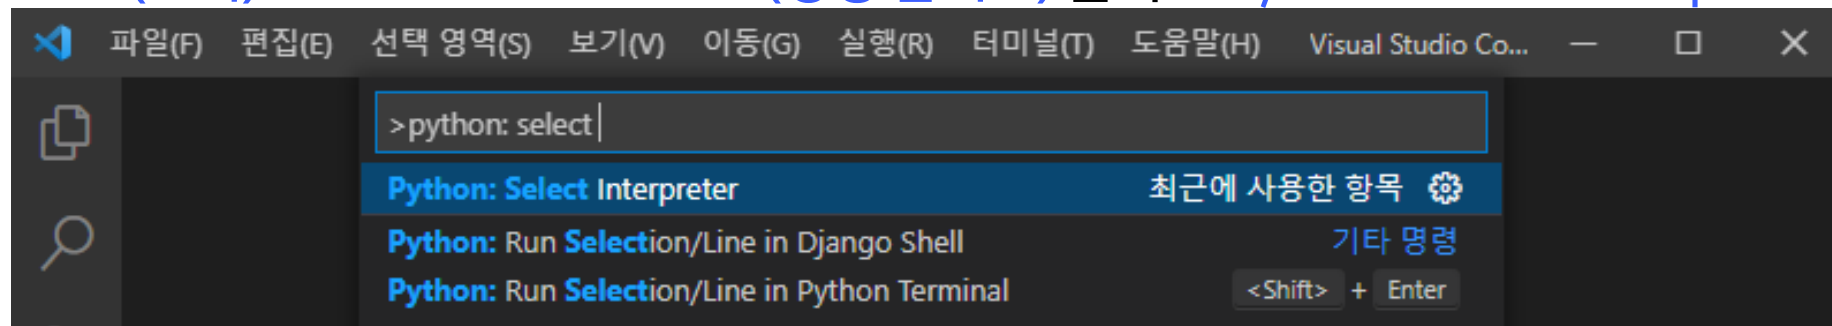 파일(F) 편집(E) 선택 영역(S) 보기(V) 이동(G) 실행(R) 터미널(T) 도움말(H) Visual Studio Co...
>python: select
Python: Select Interpreter 최근에 사용한 항목
Python: Run Selection/Line in Django Shell 기타 명령
Python: Run Selection/Line in Python Terminal <Shift> + Enter